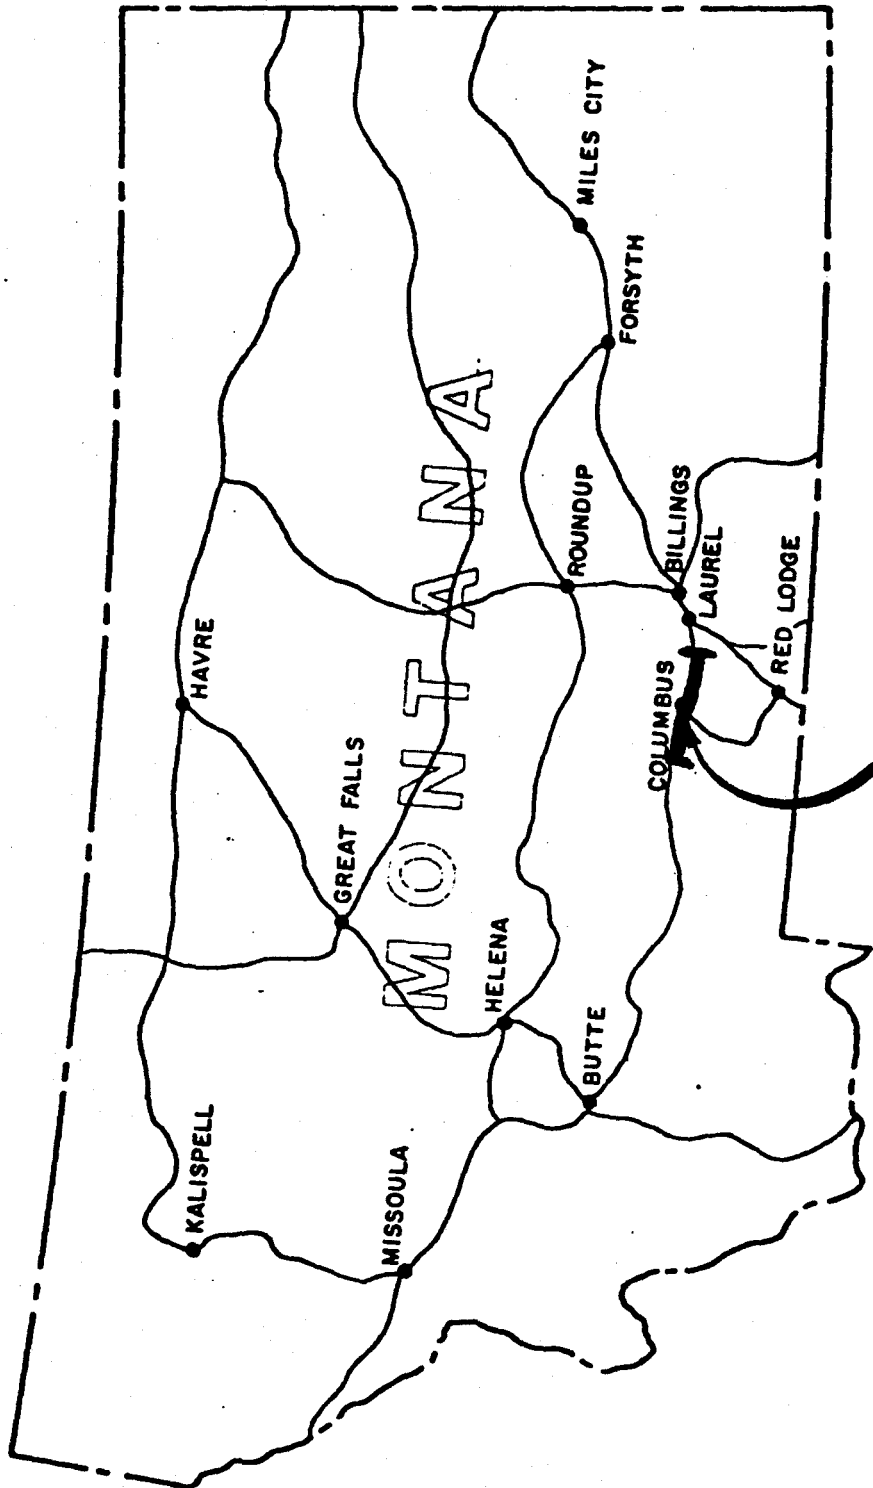 KALISPELL
HAVRE
GREAT FALLS
MISSOULA
MONTANA
HELENA
BUTTE
ROUNDUP
MILES CITY
FORSYTH
COLUMBUS
BILLINGS
LAUREL
RED LODGE